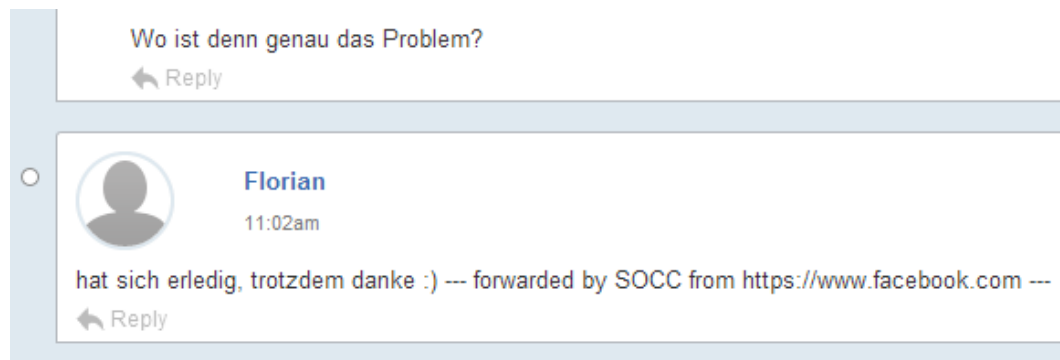 Wo ist denn genau das Problem?
Reply
Florian
11:02am
hat sich erledig, trotzdem danke :) --- forwarded by SOCC from https://www.facebook.com ---
Reply